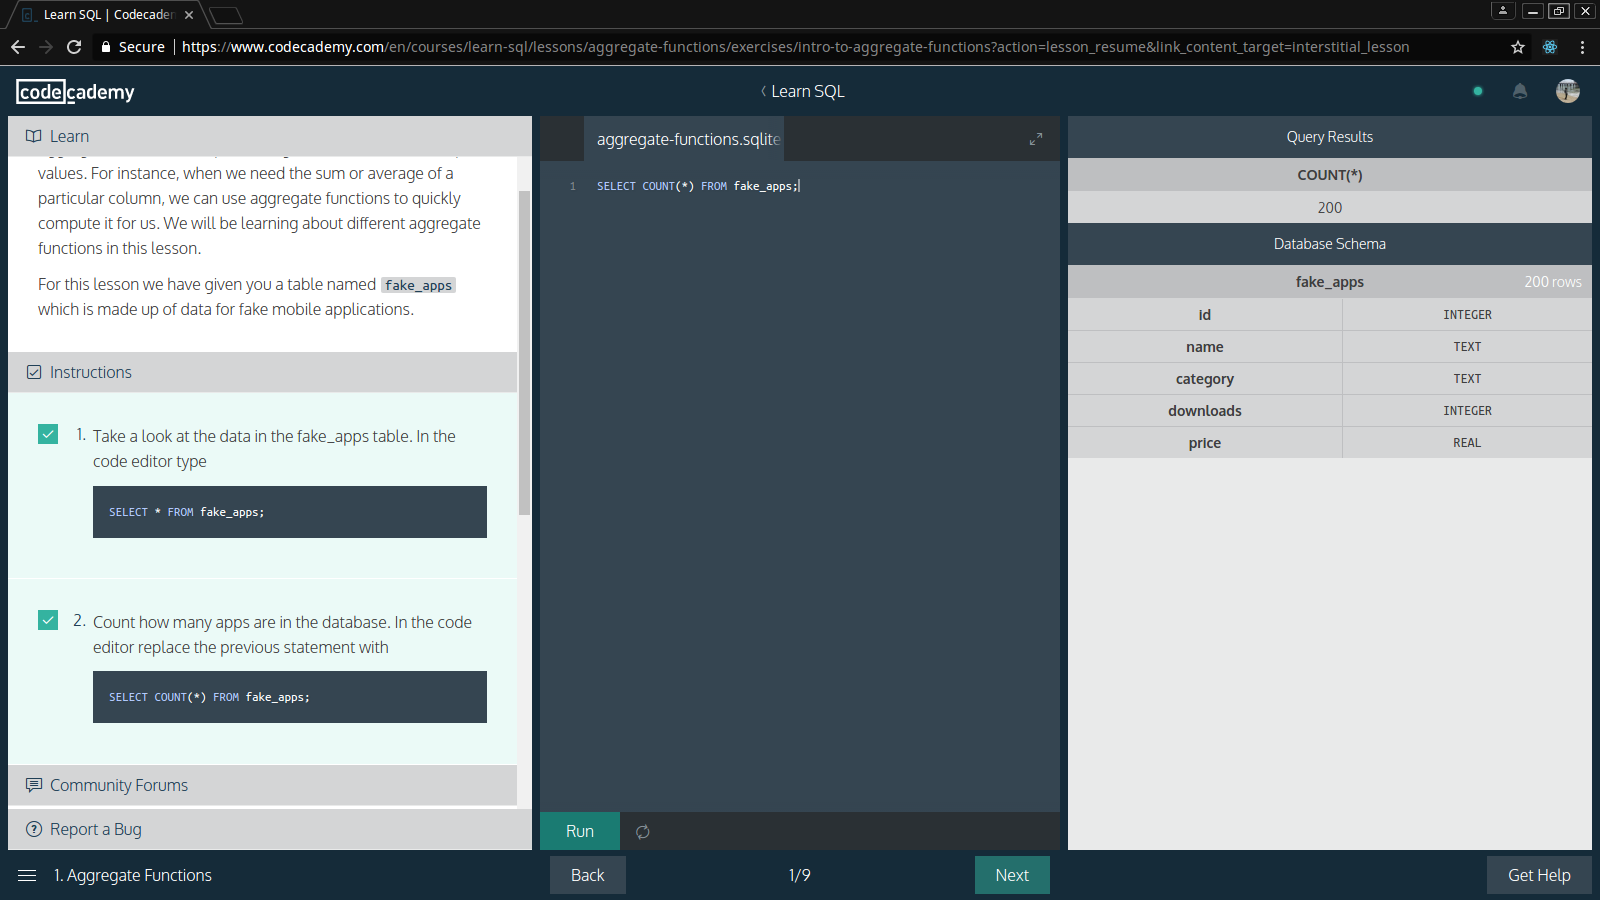 Learn SQL | Codecaden
Secure | https://www.codecademy.com/en/courses/learn-sql/lessons/aggregate-functions/exercises/intro-to-aggregate-functions?action=lesson_resume&link_content_target=interstitial_lesson
codecademy
Learn SQL
Learn
values. For instance, when we need the sum or average of a
particular column, we can use aggregate functions to quickly
compute it for us. We will be learning about different aggregate
functions in this lesson.
For this lesson we have given you a table named fake_apps
which is made up of data for fake mobile applications.
Instructions
1. Take a look at the data in the fake_apps table. In the
code editor type
SELECT * FROM fake_apps;
2. Count how many apps are in the database. In the code
editor replace the previous statement with
SELECT COUNT(*) FROM fake_apps;
Community Forums
Report a Bug
aggregate-functions.sqlite
1 SELECT COUNT(*) FROM fake_apps;
Run
Query Results
COUNT(*)
200
Database Schema
fake_apps 200 rows
id INTEGER
name TEXT
category TEXT
downloads INTEGER
price REAL
1. Aggregate Functions
Back
1/9
Next
Get Help